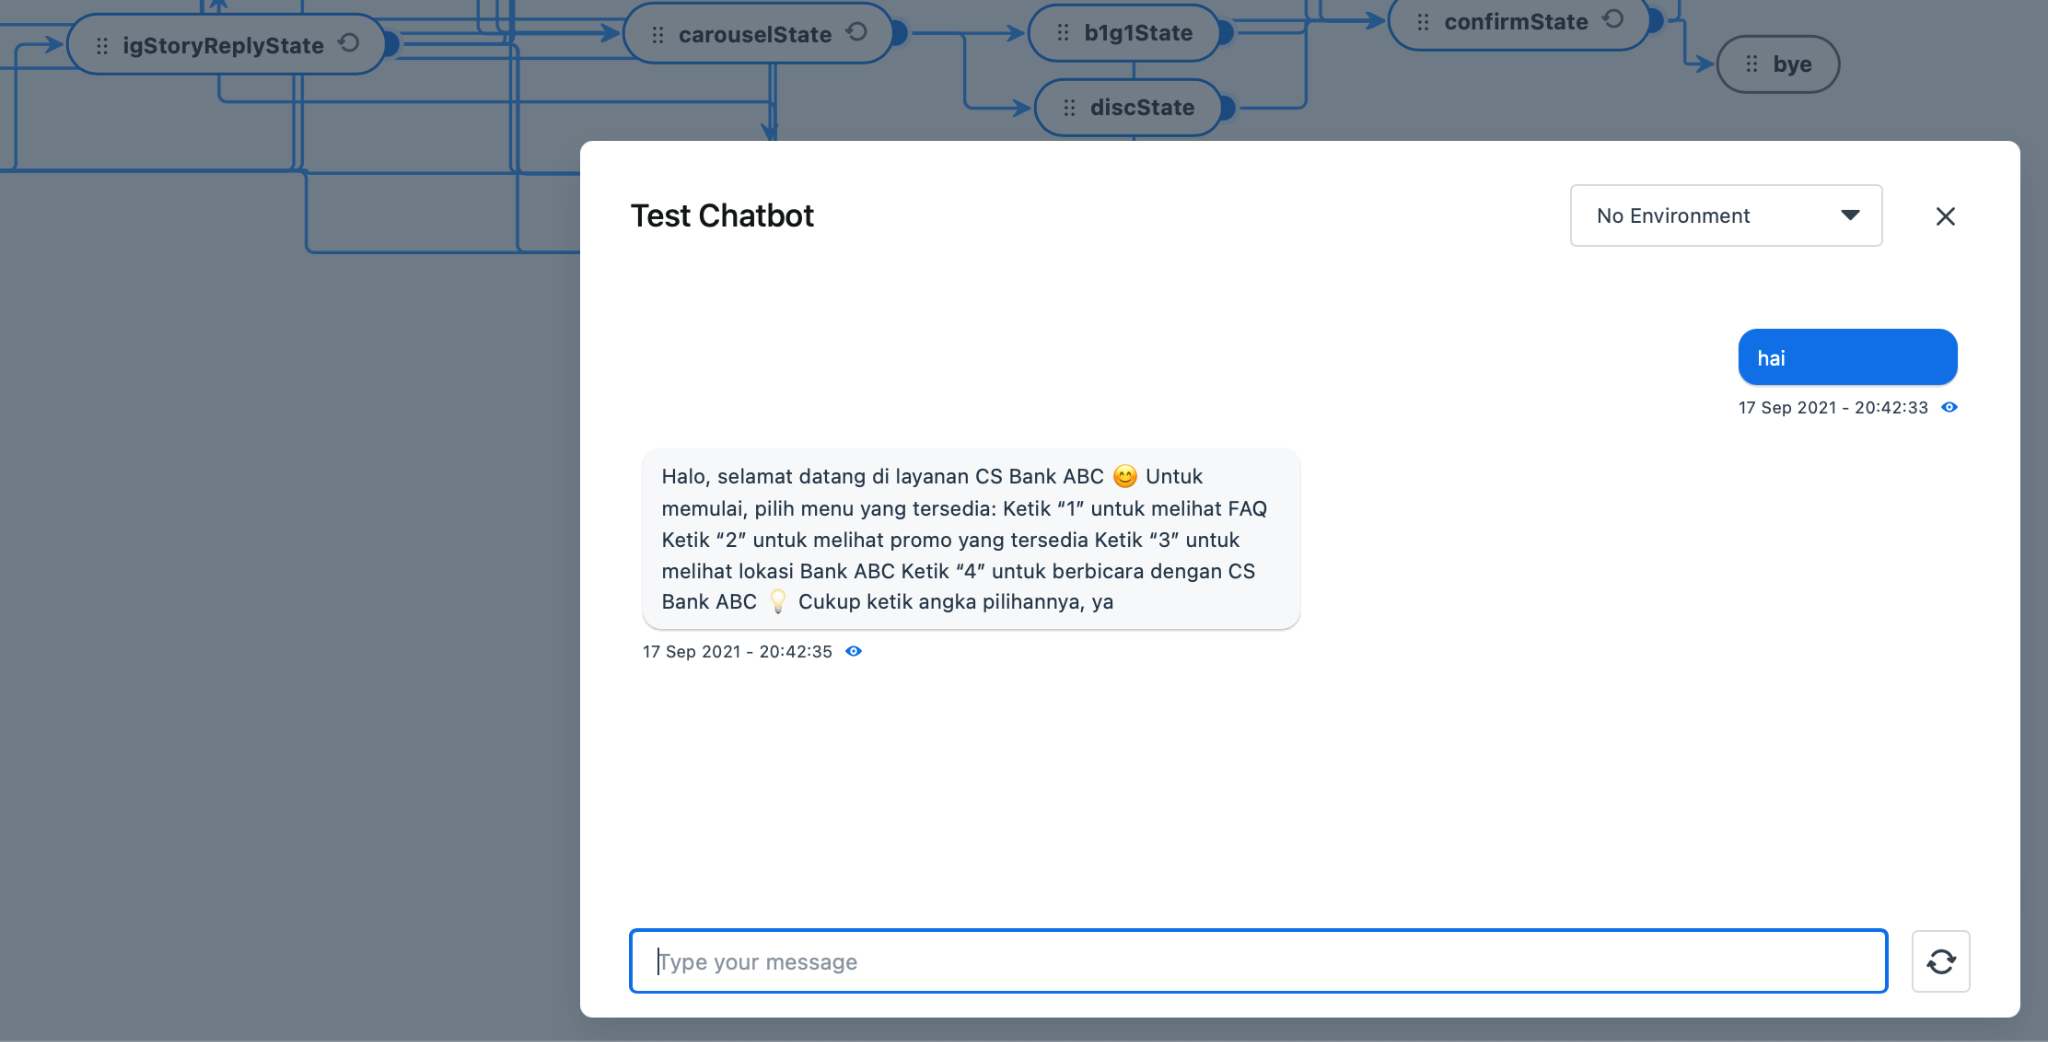 igStoryReplyState
carouselState
b1g1State
confirmState
bye
discState
Test Chatbot
No Environment
hai
17 Sep 2021 - 20:42:33
Halo, selamat datang di layanan CS Bank ABC 😊 Untuk
memulai, pilih menu yang tersedia: Ketik “1” untuk melihat FAQ
Ketik “2” untuk melihat promo yang tersedia Ketik “3” untuk
melihat lokasi Bank ABC Ketik “4” untuk berbicara dengan CS
Bank ABC 💡 Cukup ketik angka pilihannya, ya
17 Sep 2021 - 20:42:35
Type your message